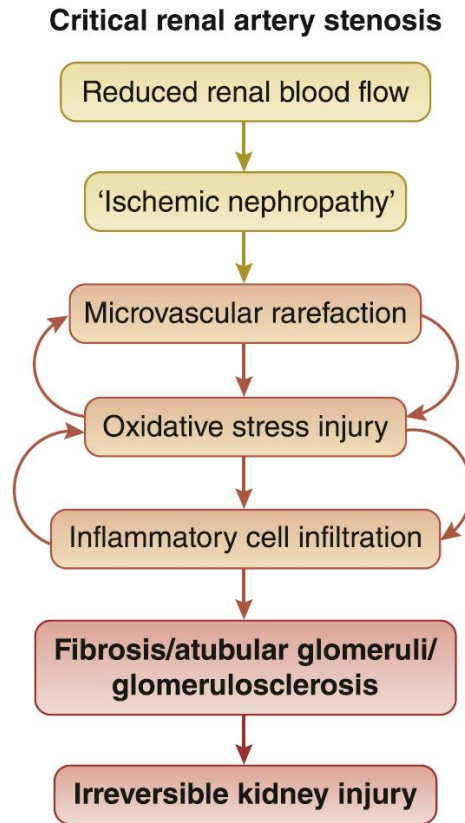 Critical renal artery stenosis
Reduced renal blood flow
‘Ischemic nephropathy’
Microvascular rarefaction
Oxidative stress injury
Inflammatory cell infiltration
Fibrosis/atubular glomeruli/
glomerulosclerosis
Irreversible kidney injury